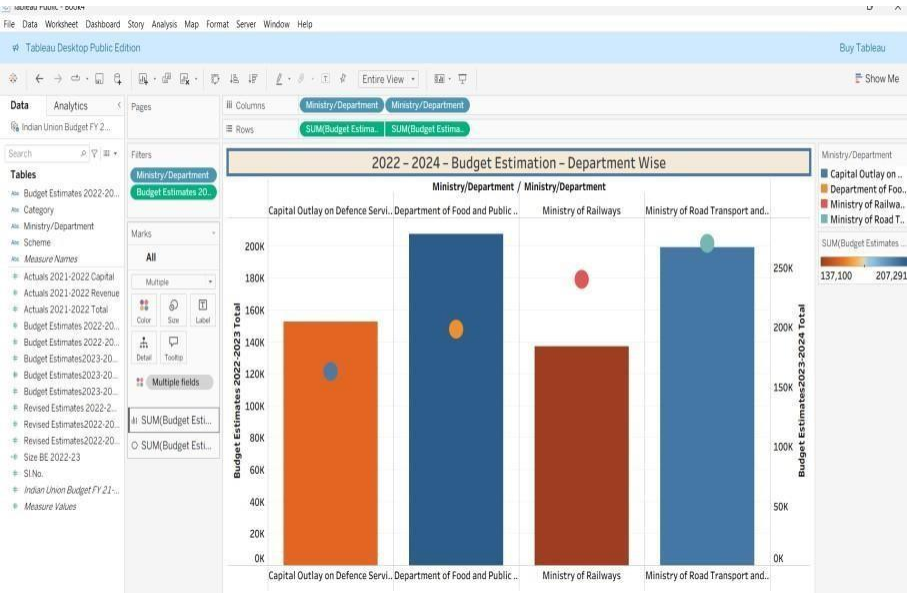 Tableau Public - Book4
File Data Worksheet Dashboard Story Analysis Map Format Server Window Help
Tableau Desktop Public Edition
Buy Tableau
Entire View
Show Me
Data Analytics
Indian Union Budget FY 2...
Search
Tables
Abc Budget Estimates 2022-20...
Abc Category
Abc Ministry/Department
Abc Scheme
Abc Measure Names
Actuals 2021-2022 Capital
Actuals 2021-2022 Revenue
Actuals 2021-2022 Total
Budget Estimates 2022-20...
Budget Estimates 2022-20...
Budget Estimates2023-20...
Budget Estimates2023-20...
Budget Estimates2023-20...
Revised Estimates 2022-2...
Revised Estimates2022-20...
Revised Estimates2022-20...
Size BE 2022-23
Sl.No.
Indian Union Budget FY 21-...
Measure Values
Pages
Filters
Ministry/Department
Budget Estimates 20..
Marks
All
Multiple
Color Size Label
Detail Tooltip
Multiple fields
SUM(Budget Esti...
SUM(Budget Esti...
Columns
Ministry/Department Ministry/Department
Rows
SUM(Budget Estima.. SUM(Budget Estima..
2022 – 2024 – Budget Estimation – Department Wise
Ministry/Department / Ministry/Department
Capital Outlay on Defence Servi.. Department of Food and Public .. Ministry of Railways Ministry of Road Transport and..
Budget Estimates 2022-2023 Total
200K
180K
160K
140K
120K
100K
80K
60K
40K
20K
0K
250K
200K
150K
100K
50K
0K
Budget Estimates2023-2024 Total
Capital Outlay on Defence Servi.. Department of Food and Public .. Ministry of Railways Ministry of Road Transport and..
Ministry/Department
Capital Outlay on ..
Department of Foo..
Ministry of Railwa..
Ministry of Road T..
SUM(Budget Estimates ...
137,100 207,291